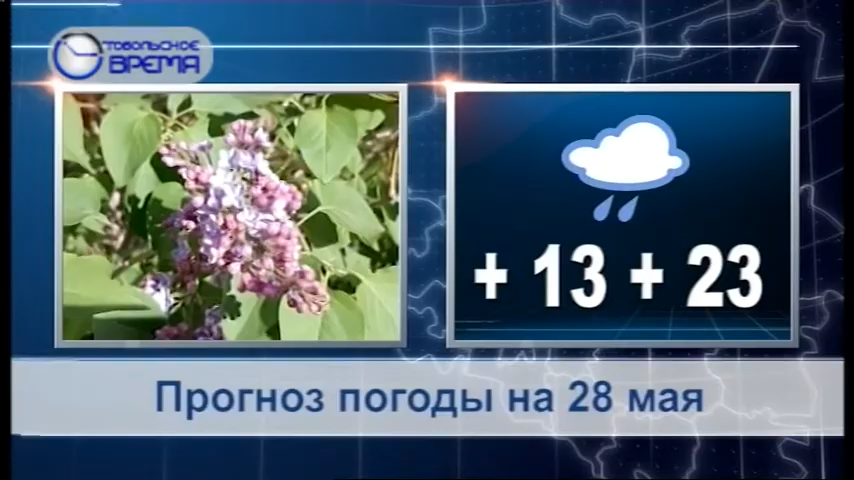 ТОБОЛЬСКОЕ
ВРЕМЯ
+ 13 + 23
Прогноз погоды на 28 мая